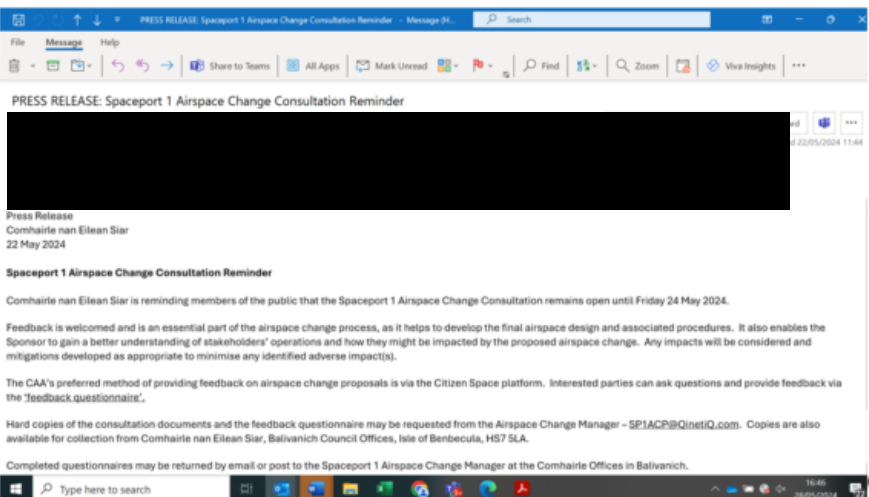 PRESS RELEASE: Spaceport 1 Airspace Change Consultation Reminder - Message (H...
Search
File Message Help
Share to Teams All Apps Mark Unread Find Zoom Viva Insights ...
PRESS RELEASE: Spaceport 1 Airspace Change Consultation Reminder
22/05/2024 11:44
Press Release
Comhairle nan Eilean Siar
22 May 2024
Spaceport 1 Airspace Change Consultation Reminder
Comhairle nan Eilean Siar is reminding members of the public that the Spaceport 1 Airspace Change Consultation remains open until Friday 24 May 2024.
Feedback is welcomed and is an essential part of the airspace change process, as it helps to develop the final airspace design and associated procedures. It also enables the
Sponsor to gain a better understanding of stakeholders' operations and how they might be impacted by the proposed airspace change. Any impacts will be considered and
mitigations developed as appropriate to minimise any identified adverse impact(s).
The CAA's preferred method of providing feedback on airspace change proposals is via the Citizen Space platform. Interested parties can ask questions and provide feedback via
the 'feedback questionnaire'.
Hard copies of the consultation documents and the feedback questionnaire may be requested from the Airspace Change Manager – SP1ACP@QinetiQ.com. Copies are also
available for collection from Comhairle nan Eilean Siar, Balivanich Council Offices, Isle of Benbecula, HS7 5LA.
Completed questionnaires may be returned by email or post to the Spaceport 1 Airspace Change Manager at the Comhairle Offices in Balivanich.
Type here to search
16:46
28/05/2024